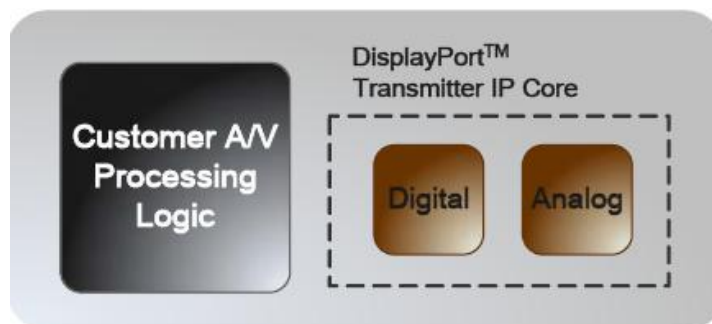 DisplayPort™
Transmitter IP Core
Customer A/V
Processing
Logic
Digital
Analog